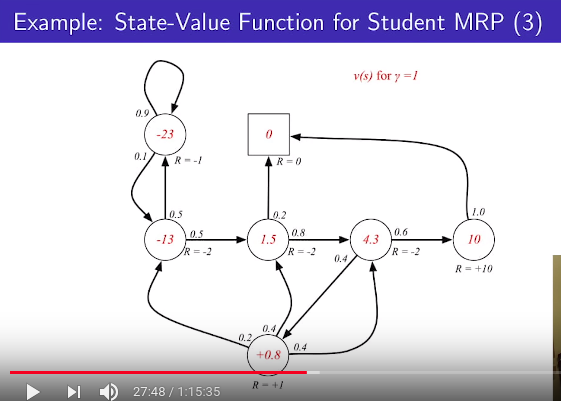 Example: State-Value Function for Student MRP (3)
v(s) for γ =1
0.9
-23
0
0.1
R = -1
R = 0
0.5
0.2
1.0
-13
0.5
1.5
0.8
4.3
0.6
10
R = -2
R = -2
0.4
R = -2
R = +10
0.4
0.2
0.4
+0.8
R = +1
27:48 / 1:15:35